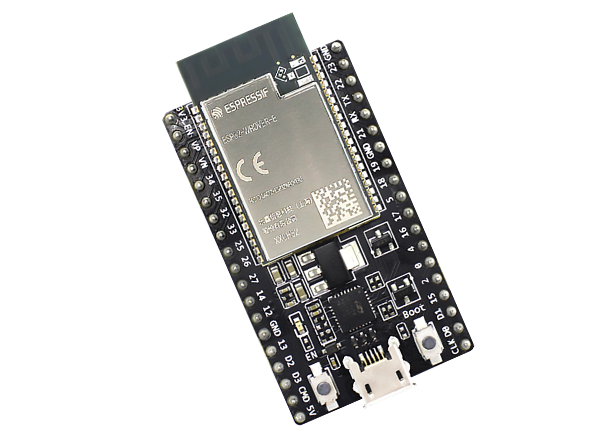 ESPRESSIF
ESP32-WROVER-E
CE
EN
VP
VN
34
35
32
33
25
26
27
14
12
GND
13
D2
D3
CMD
5V
GND
23
22
TX
RX
21
GND
19
18
5
17
16
4
0
2
15
D1
D0
CLK
Boot
EN